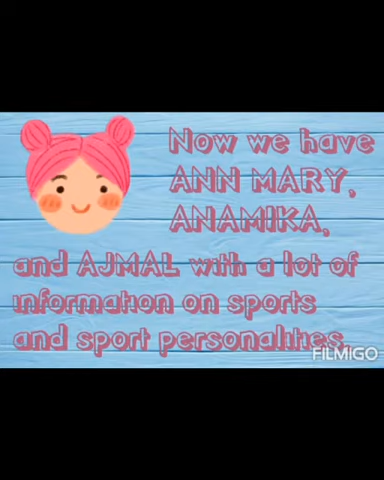 Now we have
ANN MARY,
ANAMIKA,
and AJMAL with a lot of
information on sports
and sport personalities.
FILMIGO